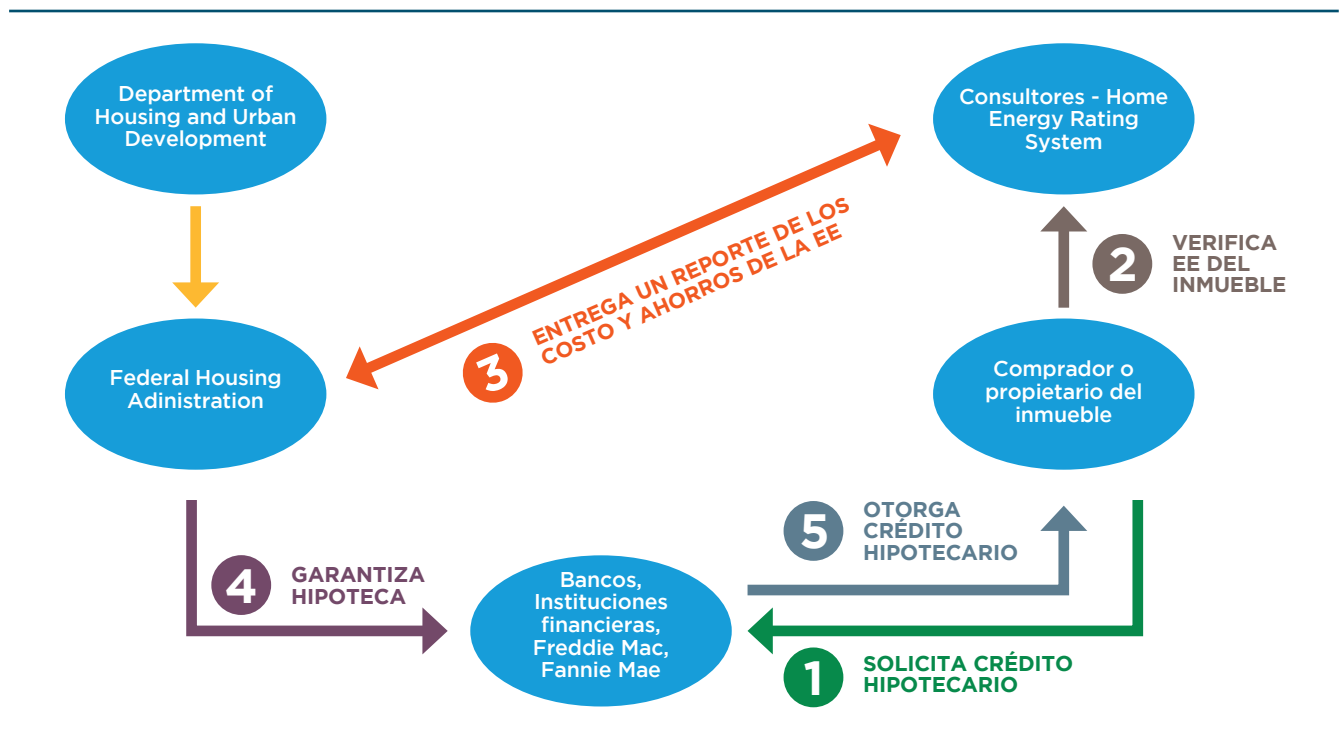 Department of
Housing and Urban
Development
Consultores - Home
Energy Rating
System
3
ENTREGA UN REPORTE DE LOS
COSTO Y AHORROS DE LA EE
2
VERIFICA
EE DEL
INMUEBLE
Federal Housing
Adinistration
Comprador o
propietario del
inmueble
4
GARANTIZA
HIPOTECA
Bancos,
Instituciones
financieras,
Freddie Mac,
Fannie Mae
5
OTORGA
CRÉDITO
HIPOTECARIO
1
SOLICITA CRÉDITO
HIPOTECARIO